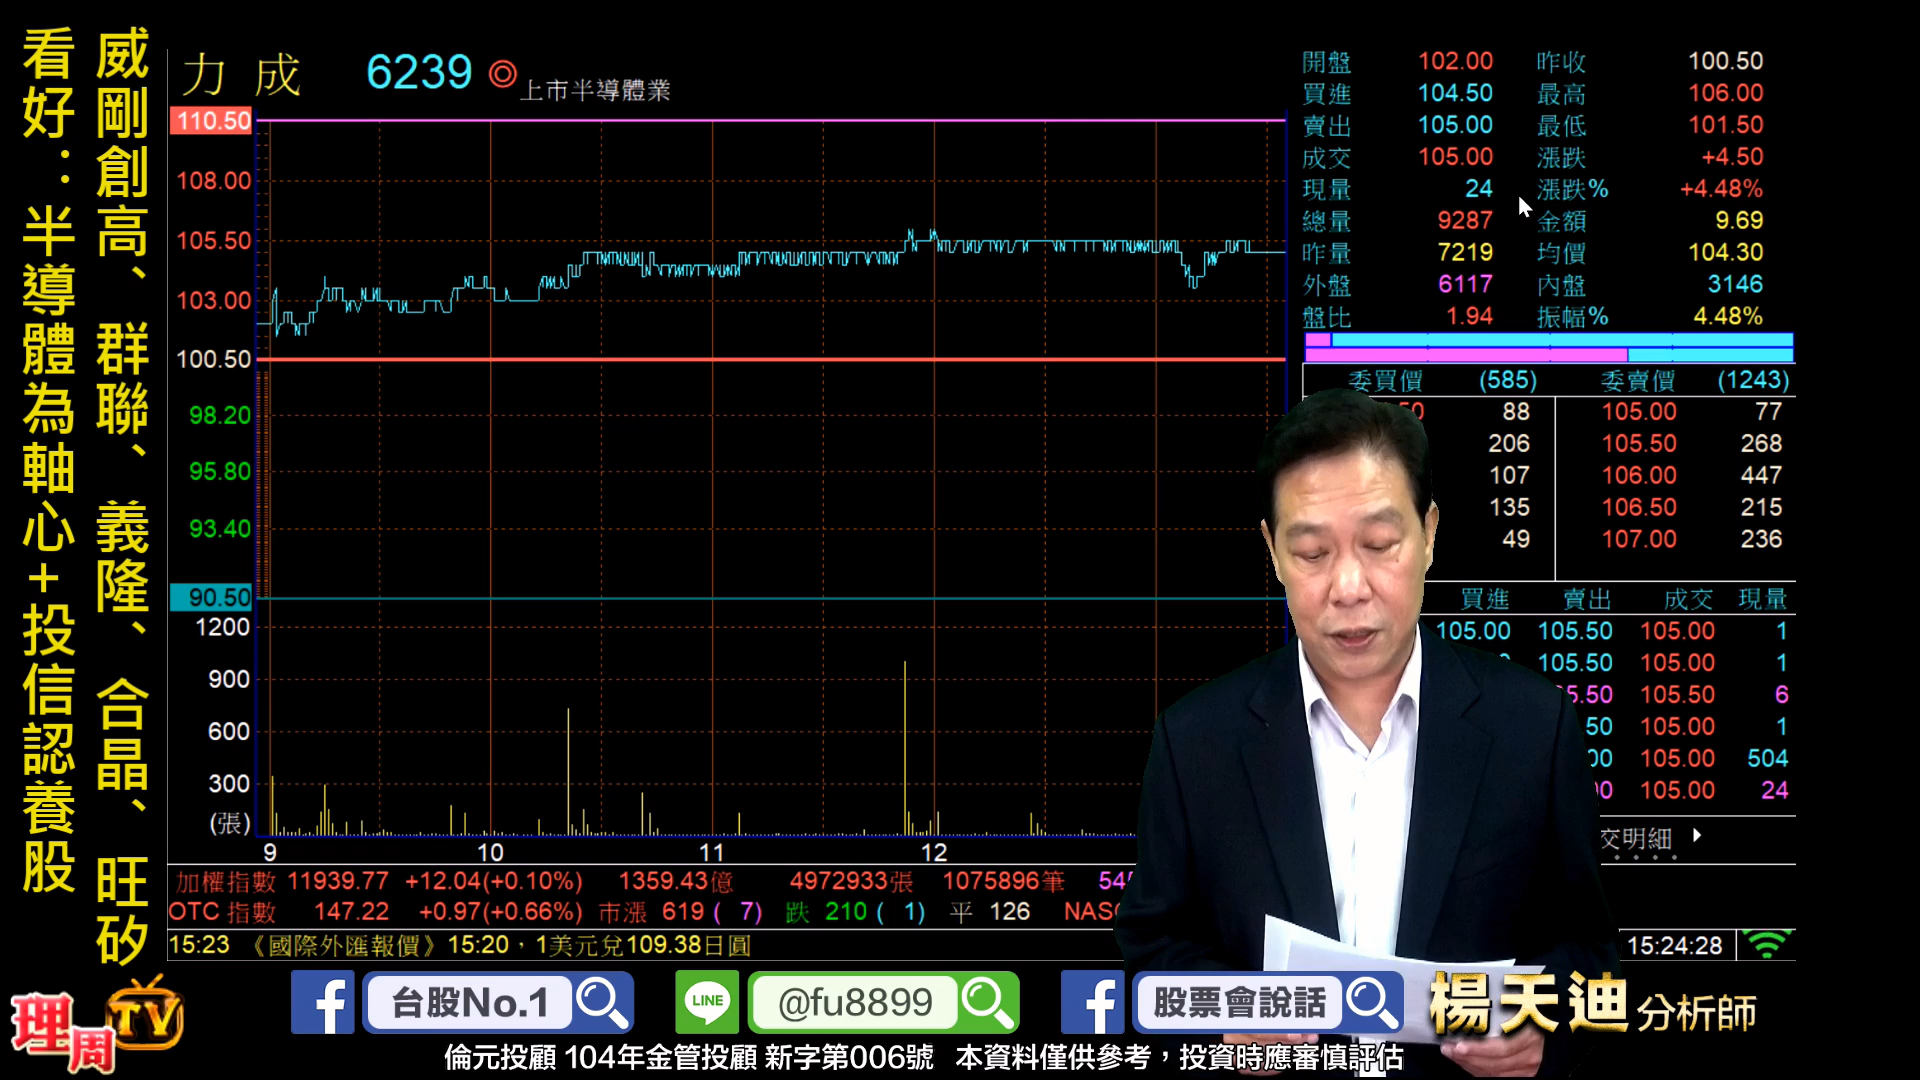 看好：半導體為軸心+投信認養股
威剛創高、群聯、義隆、合晶、旺矽
力成 6239 ◎ 上市半導體業
110.50
108.00
105.50
103.00
100.50
98.20
95.80
93.40
90.50
1200
900
600
300
(張)
9 10 11 12
開盤 102.00 昨收 100.50
買進 104.50 最高 106.00
賣出 105.00 最低 101.50
成交 105.00 漲跌 +4.50
現量 24 漲跌% +4.48%
總量 9287 金額 9.69
昨量 7219 均價 104.30
外盤 6117 內盤 3146
盤比 1.94 振幅% 4.48%
委買價 (585) 委賣價 (1243)
50 88 105.00 77
206 105.50 268
107 106.00 447
135 106.50 215
49 107.00 236
買進 賣出 成交 現量
105.00 105.50 105.00 1
105.50 105.00 1
5.50 105.50 6
50 105.00 1
00 105.00 504
0 105.00 24
交明細
加權指數 11939.77 +12.04(+0.10%) 1359.43億 4972933張 1075896筆 545
OTC 指數 147.22 +0.97(+0.66%) 市漲 619 ( 7) 跌 210 ( 1) 平 126 NAS
15:23 《國際外匯報價》15:20，1美元兌109.38日圓
15:24:28
理周TV
f 台股No.1
LINE @fu8899
f 股票會說話
楊天迪 分析師
倫元投顧 104年金管投顧 新字第006號 本資料僅供參考，投資時應審慎評估